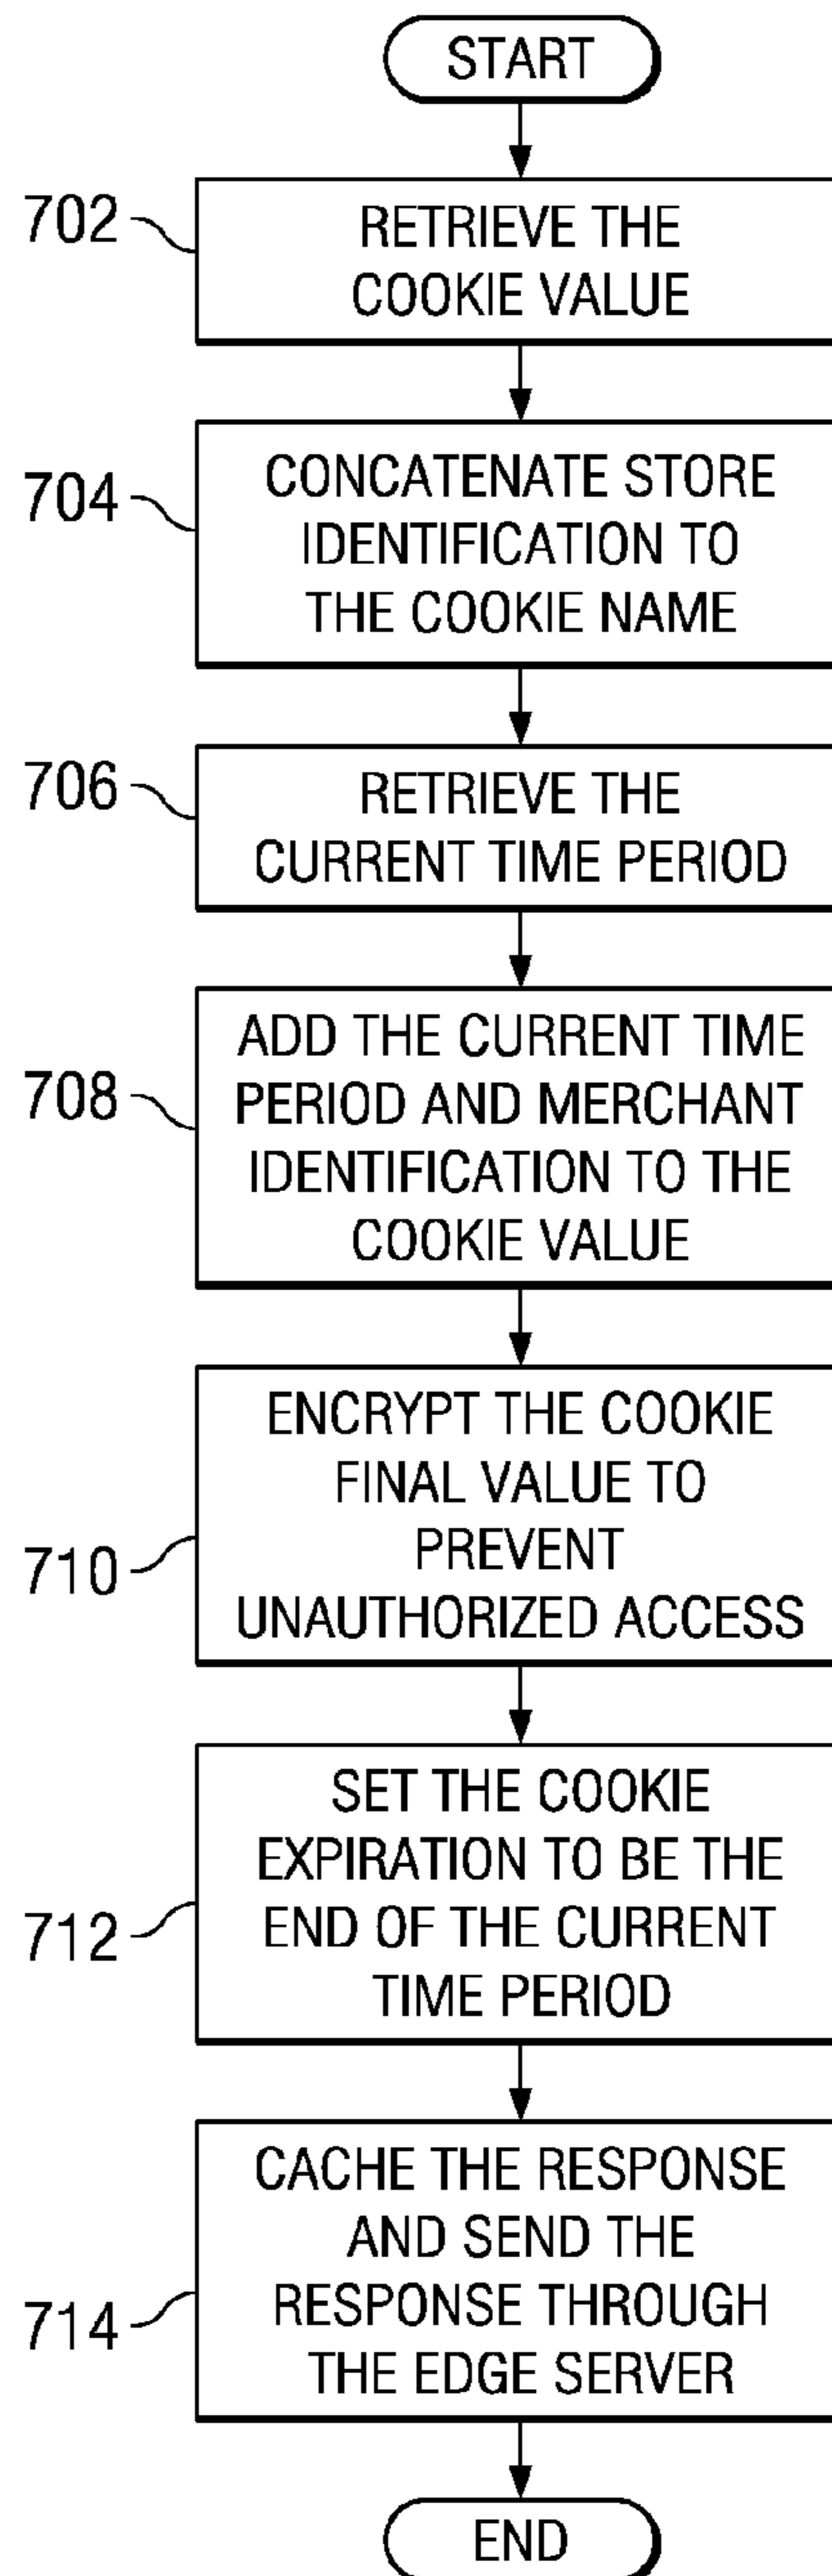 START
702
RETRIEVE THE
COOKIE VALUE
704
CONCATENATE STORE
IDENTIFICATION TO
THE COOKIE NAME
706
RETRIEVE THE
CURRENT TIME PERIOD
708
ADD THE CURRENT TIME
PERIOD AND MERCHANT
IDENTIFICATION TO THE
COOKIE VALUE
710
ENCRYPT THE COOKIE
FINAL VALUE TO
PREVENT
UNAUTHORIZED ACCESS
712
SET THE COOKIE
EXPIRATION TO BE THE
END OF THE CURRENT
TIME PERIOD
714
CACHE THE RESPONSE
AND SEND THE
RESPONSE THROUGH
THE EDGE SERVER
END